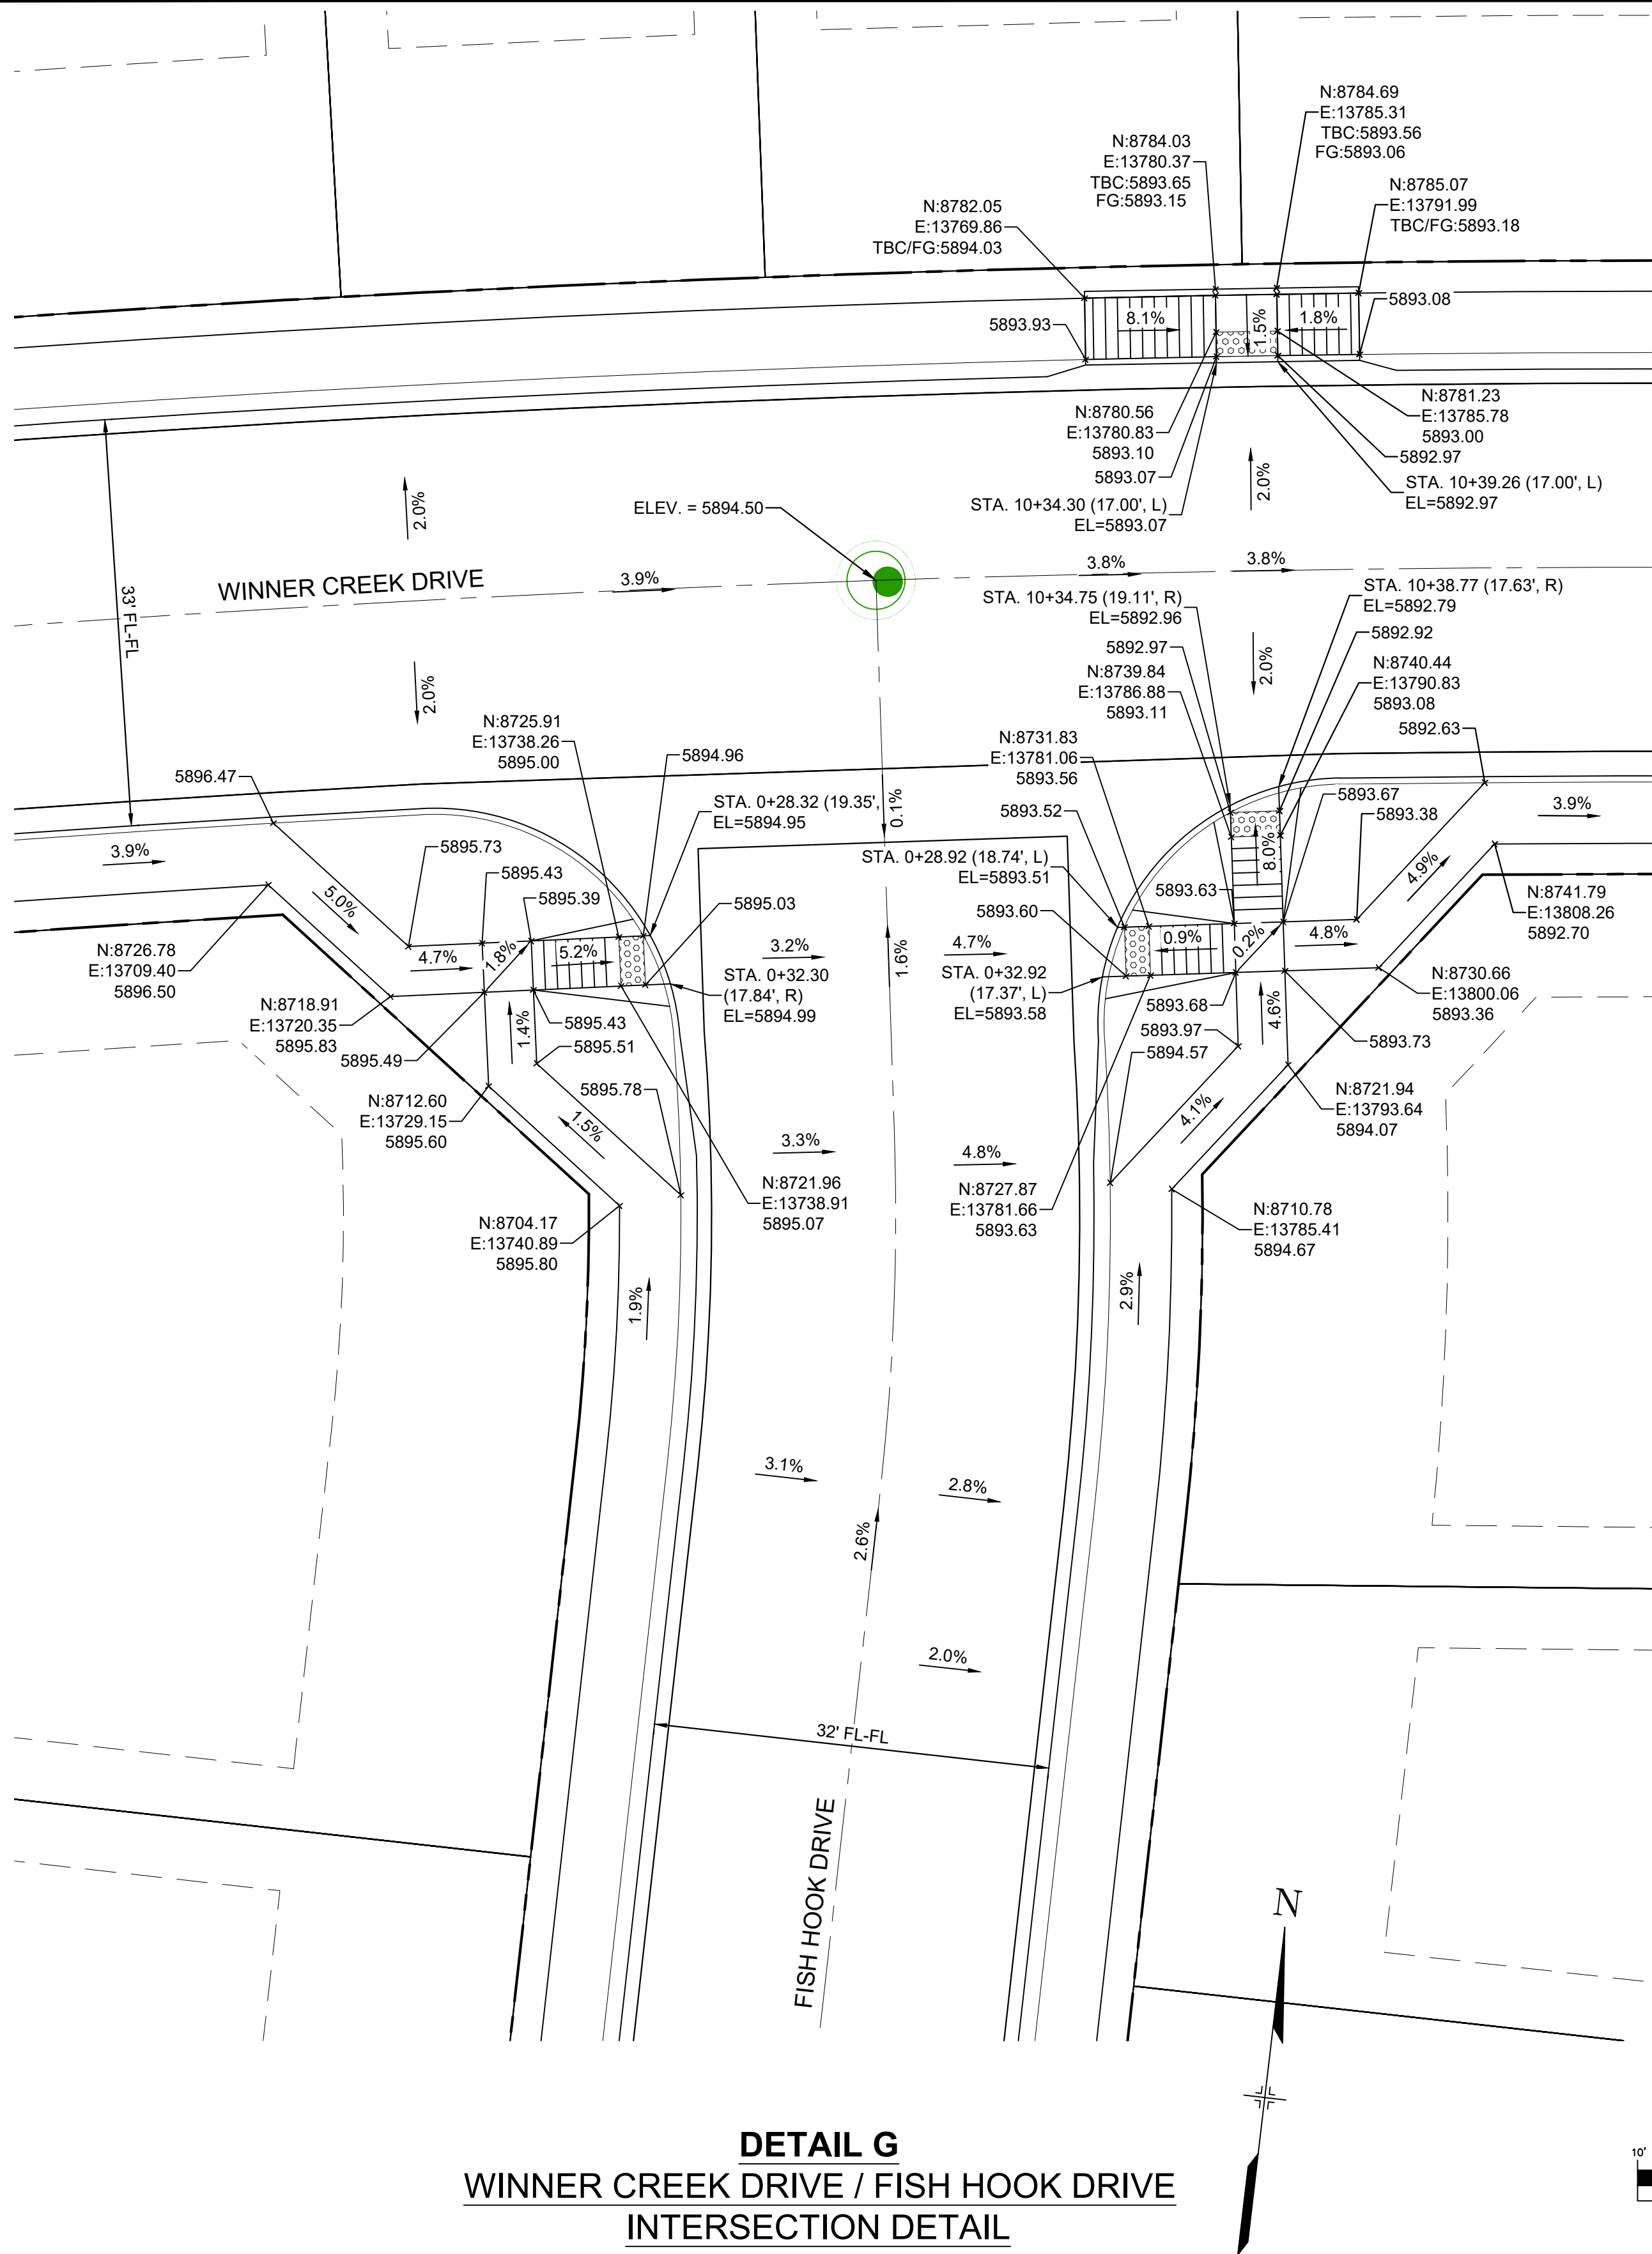 N:8784.69
E:13785.31
TBC:5893.56
FG:5893.06
N:8784.03
E:13780.37
TBC:5893.65
FG:5893.15
N:8785.07
E:13791.99
TBC/FG:5893.18
N:8782.05
E:13769.86
TBC/FG:5894.03
5893.93
8.1%
1.5%
1.8%
5893.08
N:8781.23
E:13785.78
5893.00
5892.97
N:8780.56
E:13780.83
5893.10
5893.07
STA. 10+34.30 (17.00', L)
EL=5893.07
STA. 10+39.26 (17.00', L)
EL=5892.97
2.0%
2.0%
ELEV. = 5894.50
WINNER CREEK DRIVE
3.9%
3.8%
3.8%
33' FL-FL
STA. 10+34.75 (19.11', R)
EL=5892.96
STA. 10+38.77 (17.63', R)
EL=5892.79
5892.97
5892.92
N:8739.84
E:13786.88
5893.11
N:8740.44
E:13790.83
5893.08
5892.63
2.0%
2.0%
N:8725.91
E:13738.26
5895.00
5894.96
N:8731.83
E:13781.06
5893.56
5896.47
STA. 0+28.32 (19.35',
EL=5894.95
0.1%
5893.52
5893.67
5893.38
3.9%
3.9%
5895.73
5895.43
5895.39
STA. 0+28.92 (18.74', L)
EL=5893.51
8.0%
4.9%
5.0%
5895.03
5893.60
5893.63
N:8741.79
E:13808.26
5892.70
N:8726.78
E:13709.40
5896.50
4.7%
1.8%
5.2%
3.2%
1.6%
4.7%
0.9%
0.2%
4.8%
STA. 0+32.30
(17.84', R)
EL=5894.99
STA. 0+32.92
(17.37', L)
EL=5893.58
N:8730.66
E:13800.06
5893.36
N:8718.91
E:13720.35
5895.83
5895.49
1.4%
5895.43
5895.51
5893.68
5893.97
5894.57
4.6%
5893.73
5895.78
N:8712.60
E:13729.15
5895.60
1.5%
3.3%
4.8%
4.1%
N:8721.94
E:13793.64
5894.07
N:8721.96
E:13738.91
5895.07
N:8727.87
E:13781.66
5893.63
N:8704.17
E:13740.89
5895.80
N:8710.78
E:13785.41
5894.67
1.9%
2.9%
3.1%
2.8%
2.6%
2.0%
32' FL-FL
FISH HOOK DRIVE
N
10'
DETAIL G
WINNER CREEK DRIVE / FISH HOOK DRIVE
INTERSECTION DETAIL